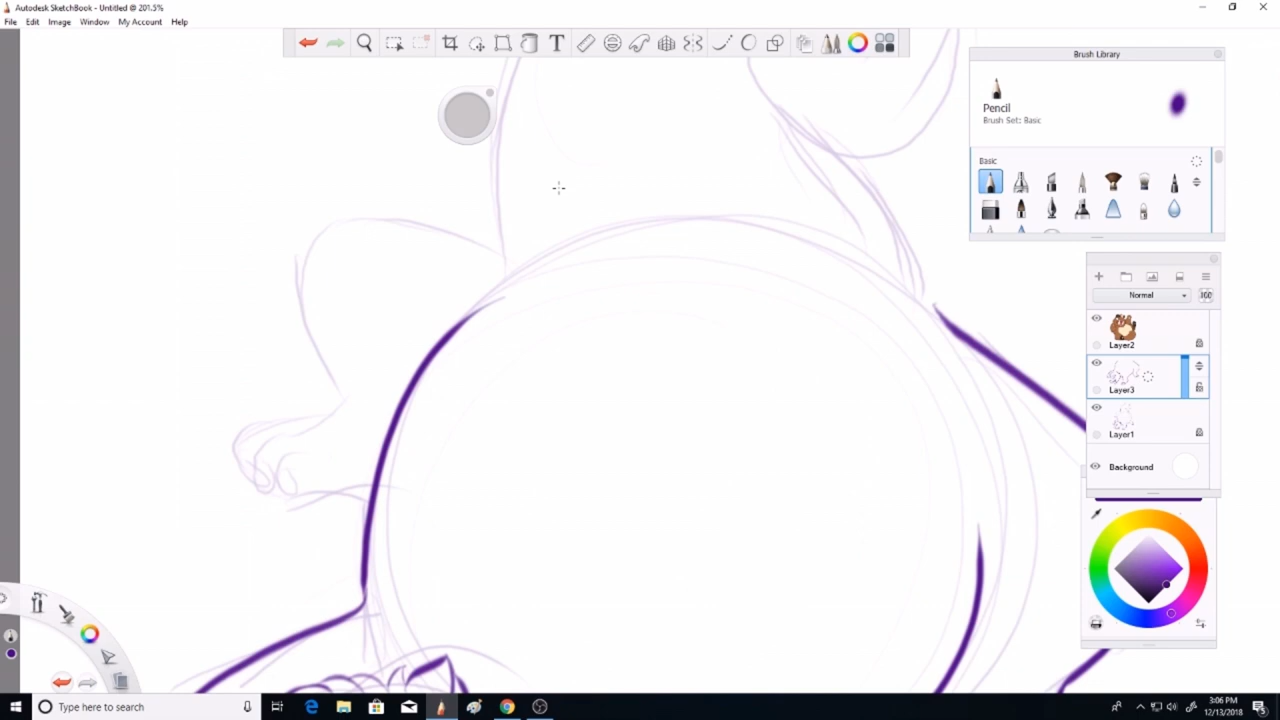 Autodesk SketchBook - Untitled @ 201.5%
File Edit Image Window My Account Help
T
Brush Library
Pencil
Brush Set: Basic
Basic
Normal
100
Layer2
Layer3
Layer1
Background
Type here to search
3:06 PM
12/13/2018